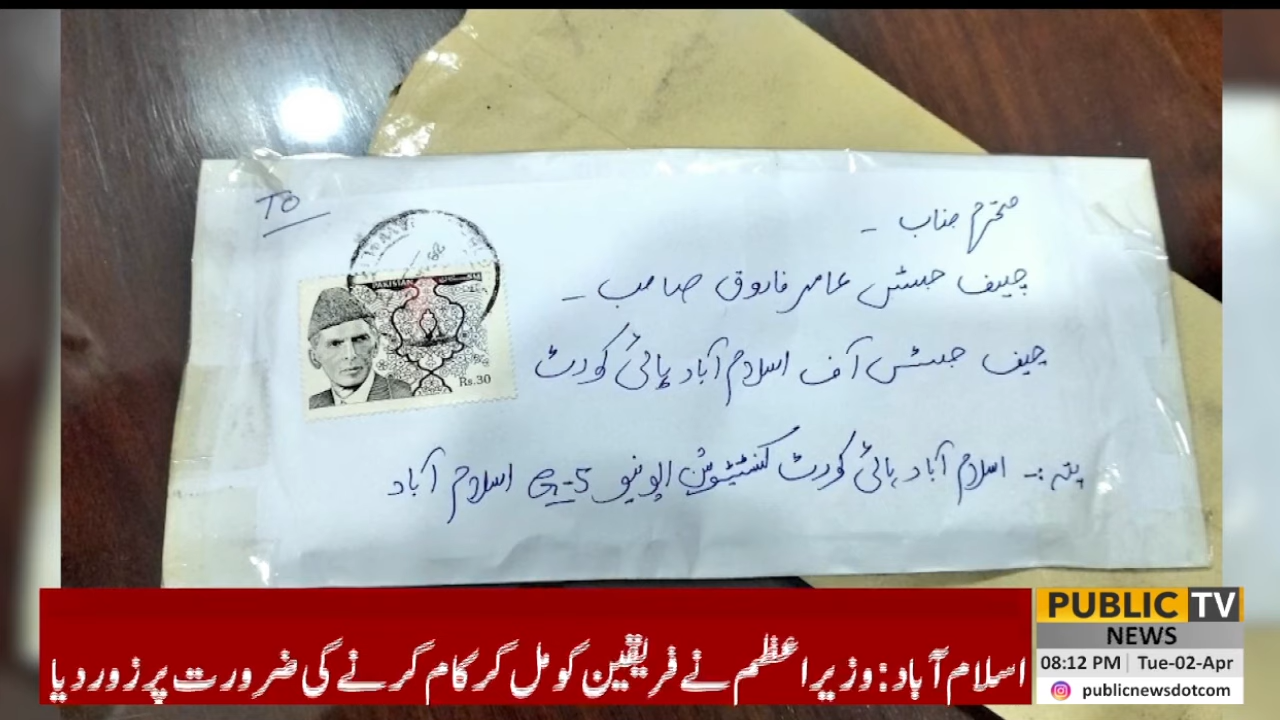 TO
محترم جناب ۔
چیف جسٹس عامر فاروق صاحب ۔
چیف جسٹس آف اسلام آباد ہائی کورٹ
پتہ :۔ اسلام آباد ہائی کورٹ کنسٹیٹیوشن ایونیو G-5 اسلام آباد
PAKISTAN پاکستان
Rs.30
اسلام آباد: وزیراعظم نے فریقین کو مل کر کام کرنے کی ضرورت پر زور دیا
PUBLIC TV
NEWS
08:12 PM Tue-02-Apr
publicnewsdotcom